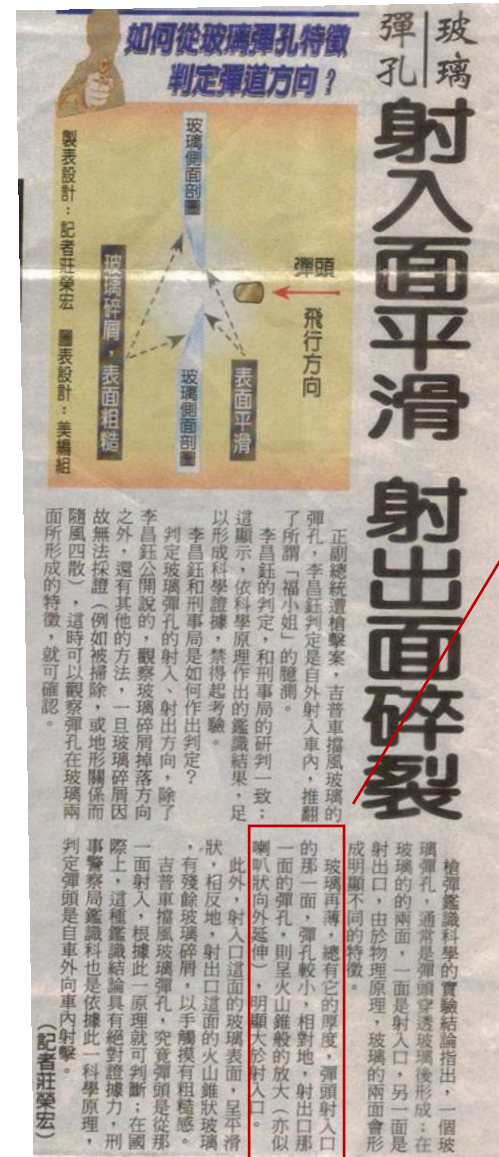 玻璃
彈孔
射入面平滑 射出面碎裂
如何從玻璃彈孔特徵
判定彈道方向？
玻璃側面剖圖
彈頭
飛行方向
表面平滑
玻璃側面剖圖
玻璃碎屑，表面粗糙
製表設計：記者莊榮宏　圖表設計：美編組
正副總統遭槍擊案，吉普車擋風玻璃的
彈孔，李昌鈺判定是自外射入車內，推翻
了所謂「福小姐」的臆測。
李昌鈺的判定，和刑事局的研判一致；
這顯示，依科學原理作出的鑑識結果，足
以形成科學證據，禁得起考驗。
李昌鈺和刑事局是如何作出判定？
判定玻璃彈孔的射入、射出方向，除了
李昌鈺公開說的，觀察玻璃碎屑掉落方向
之外，還有其他的方法，一旦玻璃碎屑因
故無法採證（例如被掃除，或地形關係而
隨風四散），這時可以觀察彈孔在玻璃兩
面所形成的特徵，就可確認。
槍彈鑑識科學的實驗結論指出，一個玻
璃彈孔，通常是彈頭穿透玻璃後形成；在
玻璃的的兩面，一面是射入口，另一面是
射出口，由於物理原理，玻璃的兩面會形
成明顯不同的特徵。
玻璃再薄，總有它的厚度，彈頭射入口
的那一面，彈孔較小，相對地，射出口那
一面的彈孔，則呈火山錐般的放大（亦似
喇叭狀向外延伸），明顯大於射入口。
此外，射入口這面的玻璃表面，呈平滑
狀，相反地，射出口這面的火山錐狀玻璃
，有殘餘玻璃碎屑，以手觸摸有粗糙感。
吉普車擋風玻璃彈孔，究竟彈頭是從那
一面射入，根據此一原理就可判斷；在國
際上，這種鑑識結論具有絕對證據力，刑
事警察局鑑識科也是依據此一科學原理，
判定彈頭是自車外向車內射擊。
（記者莊榮宏）